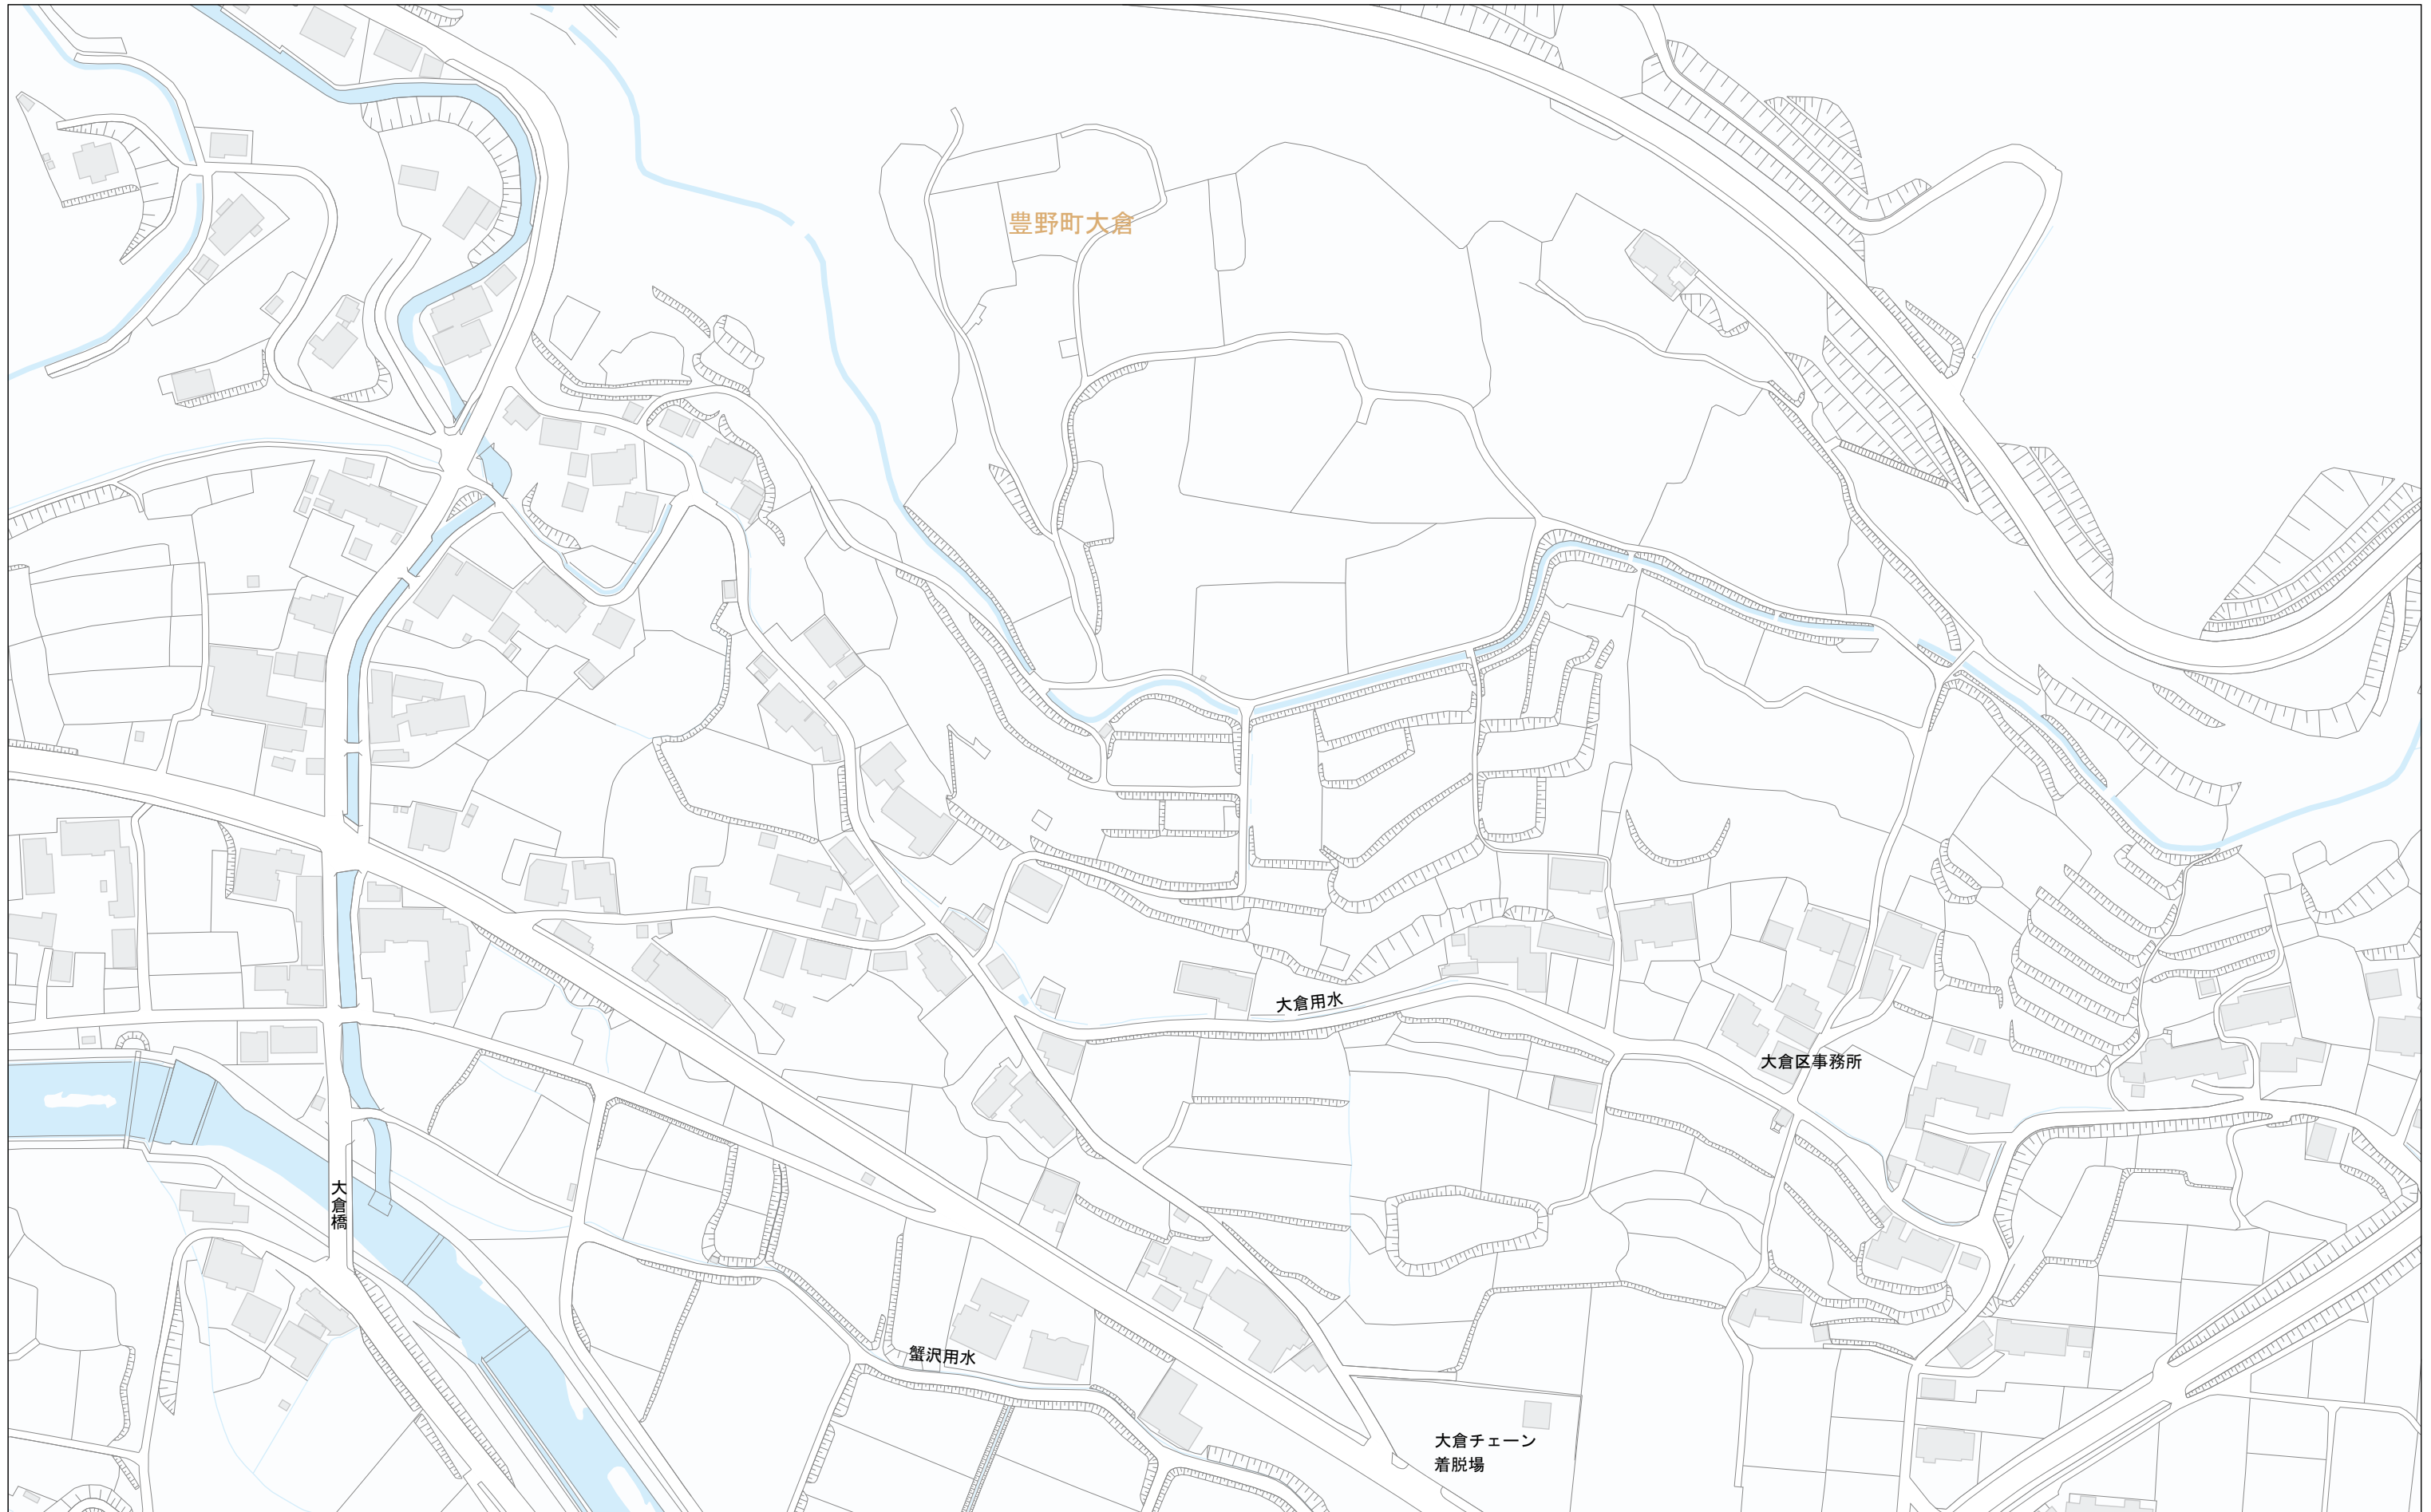 豊野町大倉
大倉用水
大倉区事務所
大倉橋
蟹沢用水
大倉チェーン
着脱場